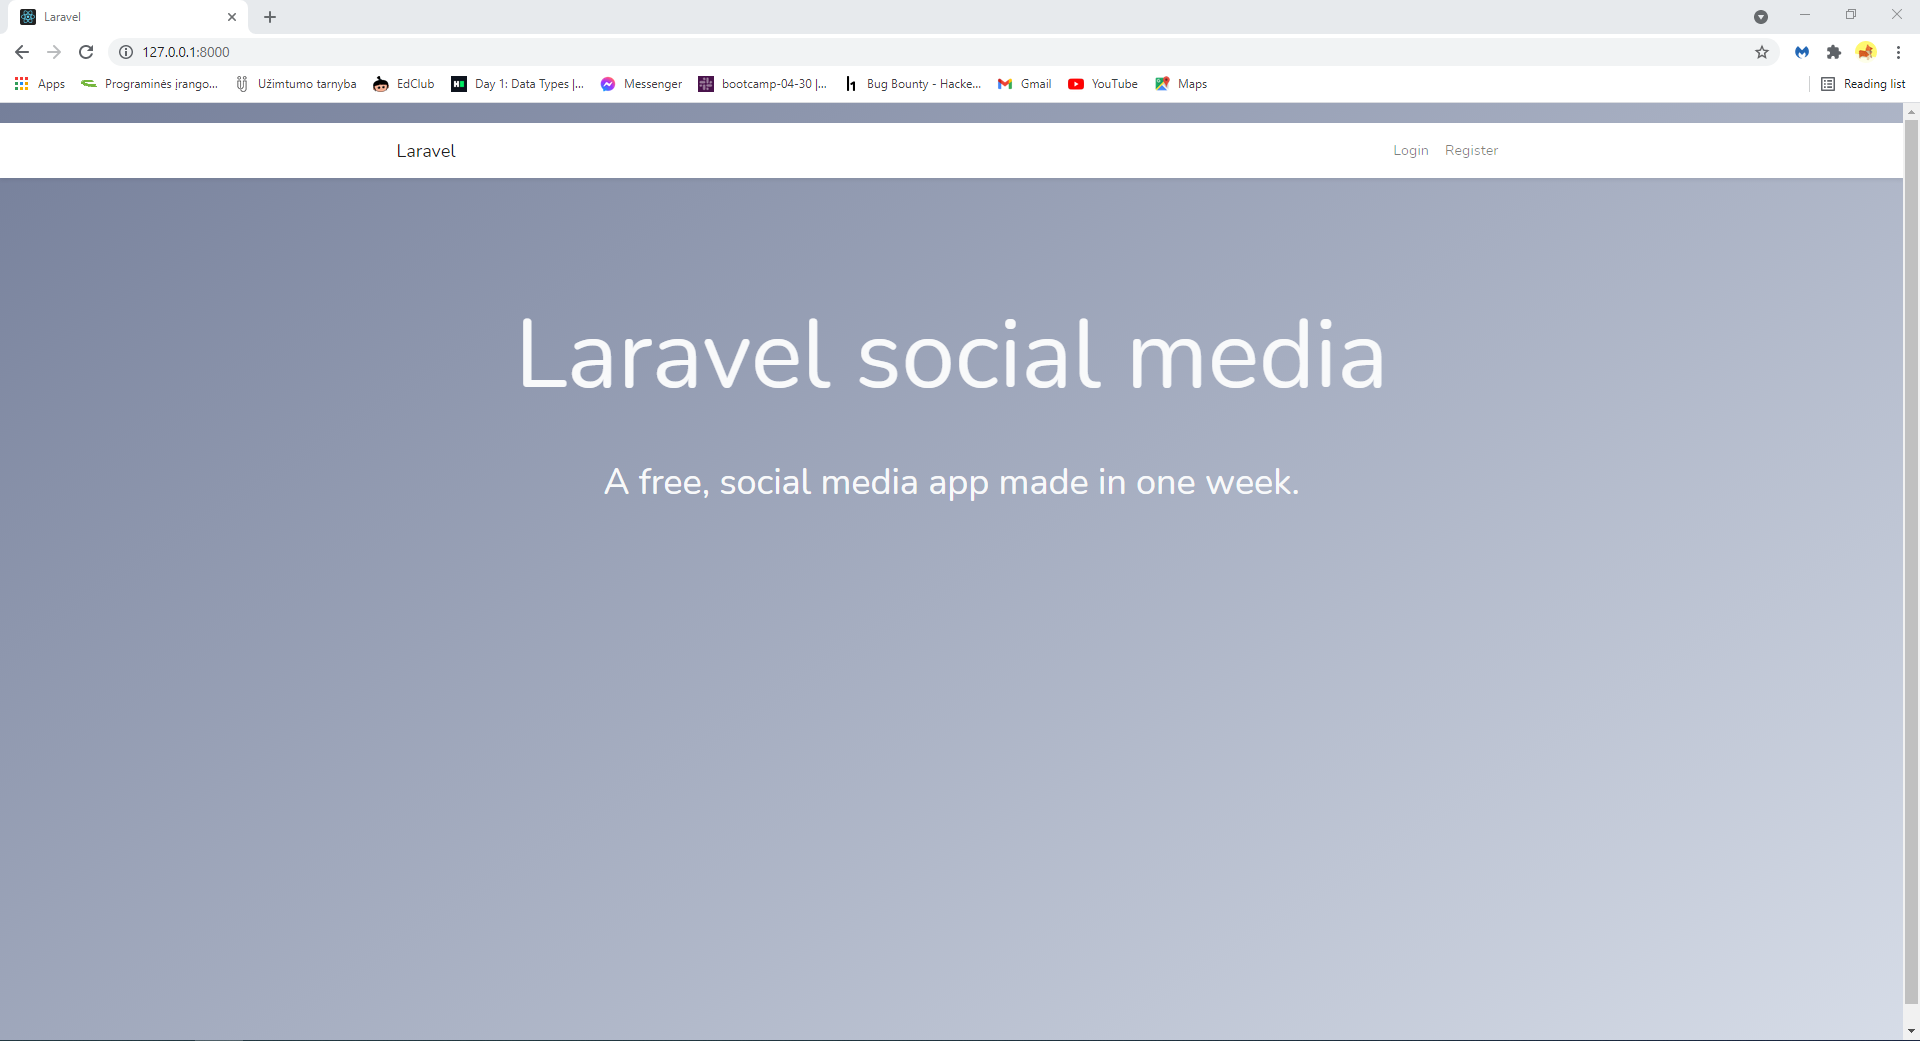 Laravel
127.0.0.1:8000
Apps Programinės įrango... Užimtumo tarnyba EdClub Day 1: Data Types |... Messenger bootcamp-04-30 |... Bug Bounty - Hacke... Gmail YouTube Maps Reading list
Laravel Login Register
Laravel social media
A free, social media app made in one week.